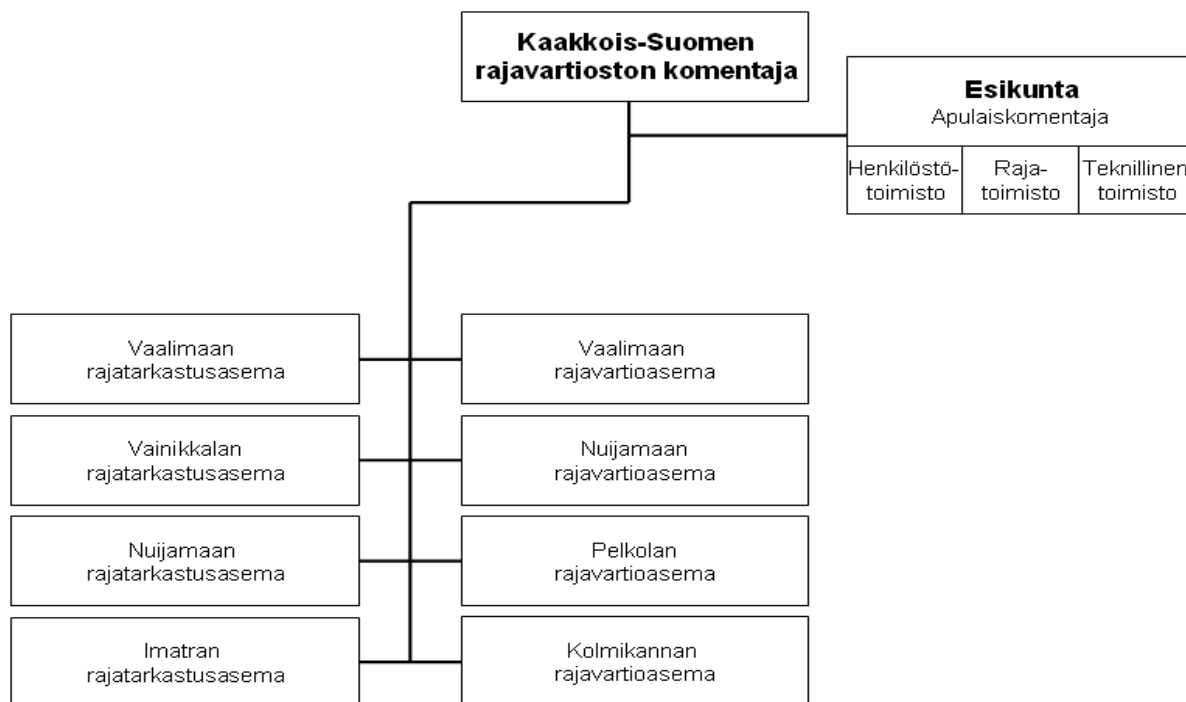 Kaakkois-Suomen
rajavartioston komentaja
Esikunta
Apulaiskomentaja
Henkilöstö-
toimisto
Raja-
toimisto
Teknillinen
toimisto
Vaalimaan
rajatarkastusasema
Vaalimaan
rajavartioasema
Vainikkalan
rajatarkastusasema
Nuijamaan
rajavartioasema
Nuijamaan
rajatarkastusasema
Pelkolan
rajavartioasema
Imatran
rajatarkastusasema
Kolmikannan
rajavartioasema